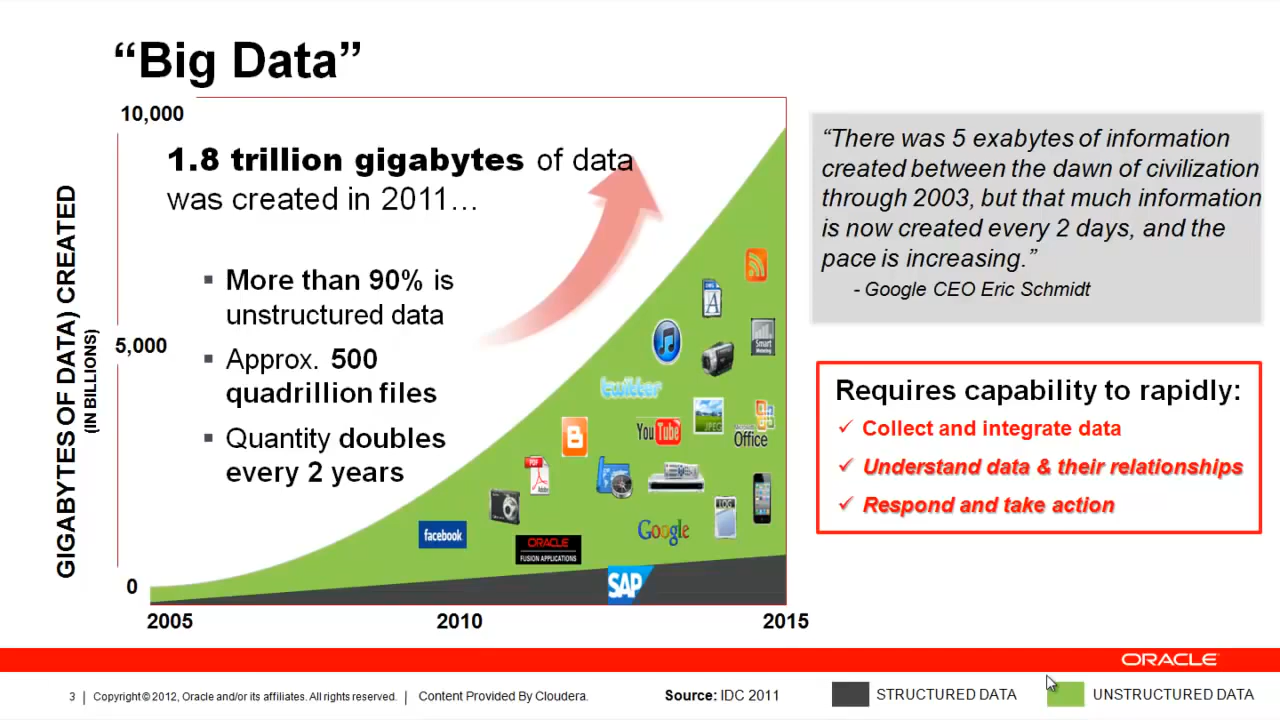 “Big Data”
10,000
5,000
0
GIGABYTES OF DATA) CREATED
(IN BILLIONS)
1.8 trillion gigabytes of data
was created in 2011…
▪ More than 90% is
unstructured data
▪ Approx. 500
quadrillion files
▪ Quantity doubles
every 2 years
twitter
YouTube
JPEG
Office
PDF
Adobe
LOG
facebook
Google
ORACLE
FUSION APPLICATIONS
SAP
2005
2010
2015
“There was 5 exabytes of information
created between the dawn of civilization
through 2003, but that much information
is now created every 2 days, and the
pace is increasing.”
- Google CEO Eric Schmidt
Requires capability to rapidly:
✓ Collect and integrate data
✓ Understand data & their relationships
✓ Respond and take action
ORACLE
3 | Copyright © 2012, Oracle and/or its affiliates. All rights reserved. | Content Provided By Cloudera.
Source: IDC 2011
STRUCTURED DATA
UNSTRUCTURED DATA